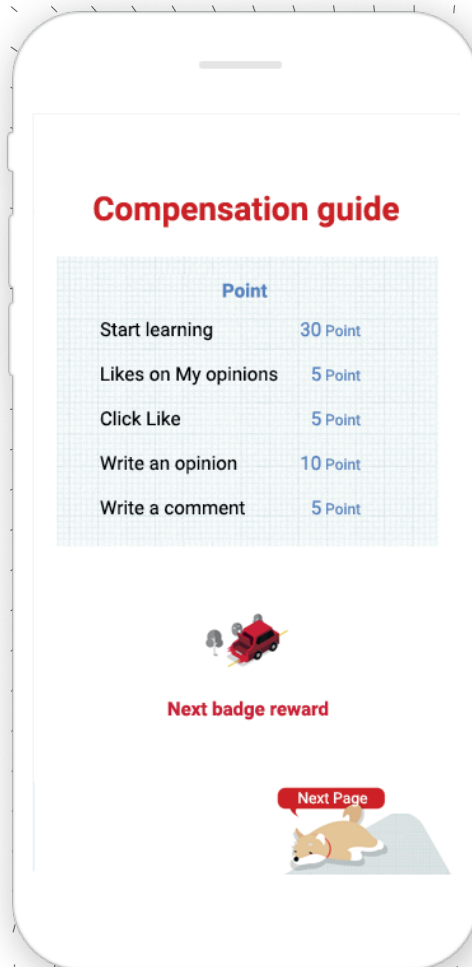 Compensation guide
Point
Start learning 30 Point
Likes on My opinions 5 Point
Click Like 5 Point
Write an opinion 10 Point
Write a comment 5 Point
Next badge reward
Next Page